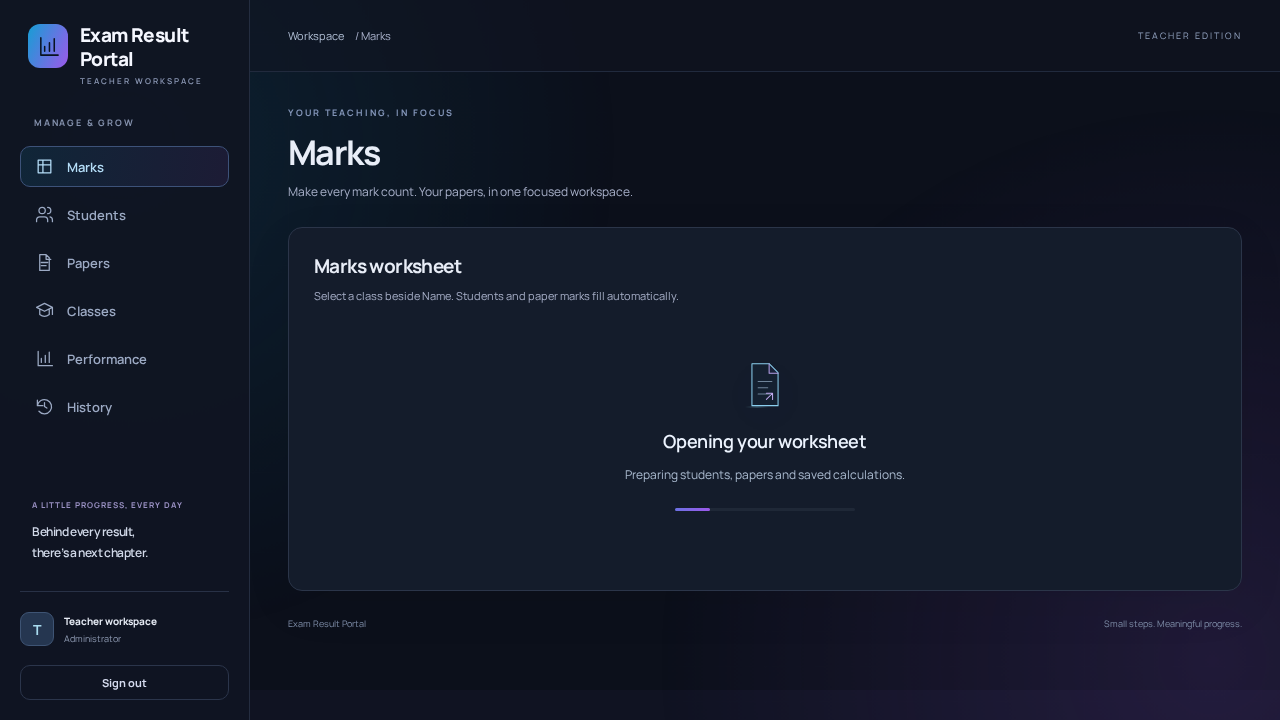 Exam Result
Portal
TEACHER WORKSPACE
MANAGE & GROW
Marks
Students
Papers
Classes
Performance
History
A LITTLE PROGRESS, EVERY DAY
Behind every result,
there's a next chapter.
T
Teacher workspace
Administrator
Sign out
Workspace / Marks
TEACHER EDITION
YOUR TEACHING, IN FOCUS
Marks
Make every mark count. Your papers, in one focused workspace.
Marks worksheet
Select a class beside Name. Students and paper marks fill automatically.
Opening your worksheet
Preparing students, papers and saved calculations.
Exam Result Portal
Small steps. Meaningful progress.